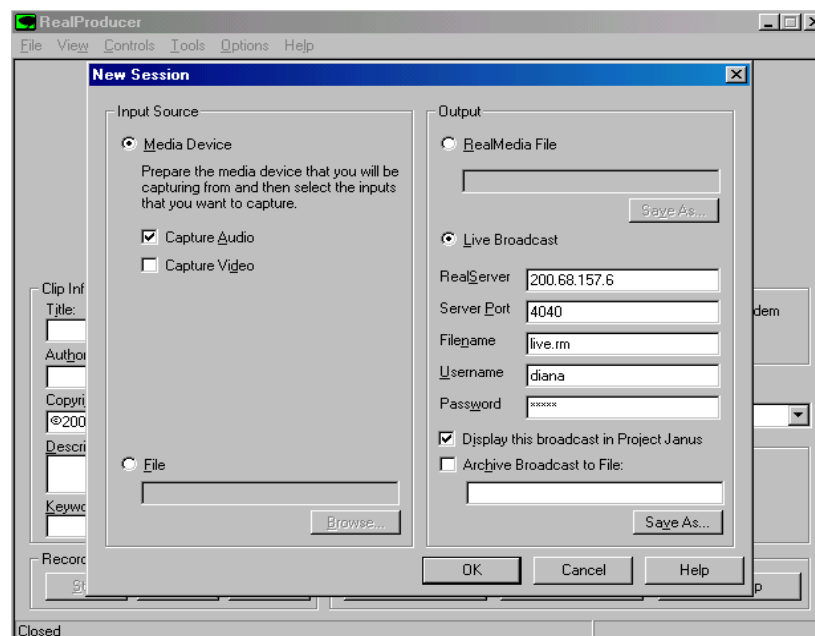 RealProducer
File View Controls Tools Options Help
New Session
Input Source
Media Device
Prepare the media device that you will be
capturing from and then select the inputs
that you want to capture.
Capture Audio
Capture Video
File
Browse...
Output
RealMedia File
Save As...
Live Broadcast
RealServer 200.68.157.6
Server Port 4040
Filename live.rm
Username diana
Password *****
Display this broadcast in Project Janus
Archive Broadcast to File:
Save As...
OK Cancel Help
Clip Inf
Title:
Author
Copyri
©200
Descri
Keywo
dem
Record
St
p
Closed